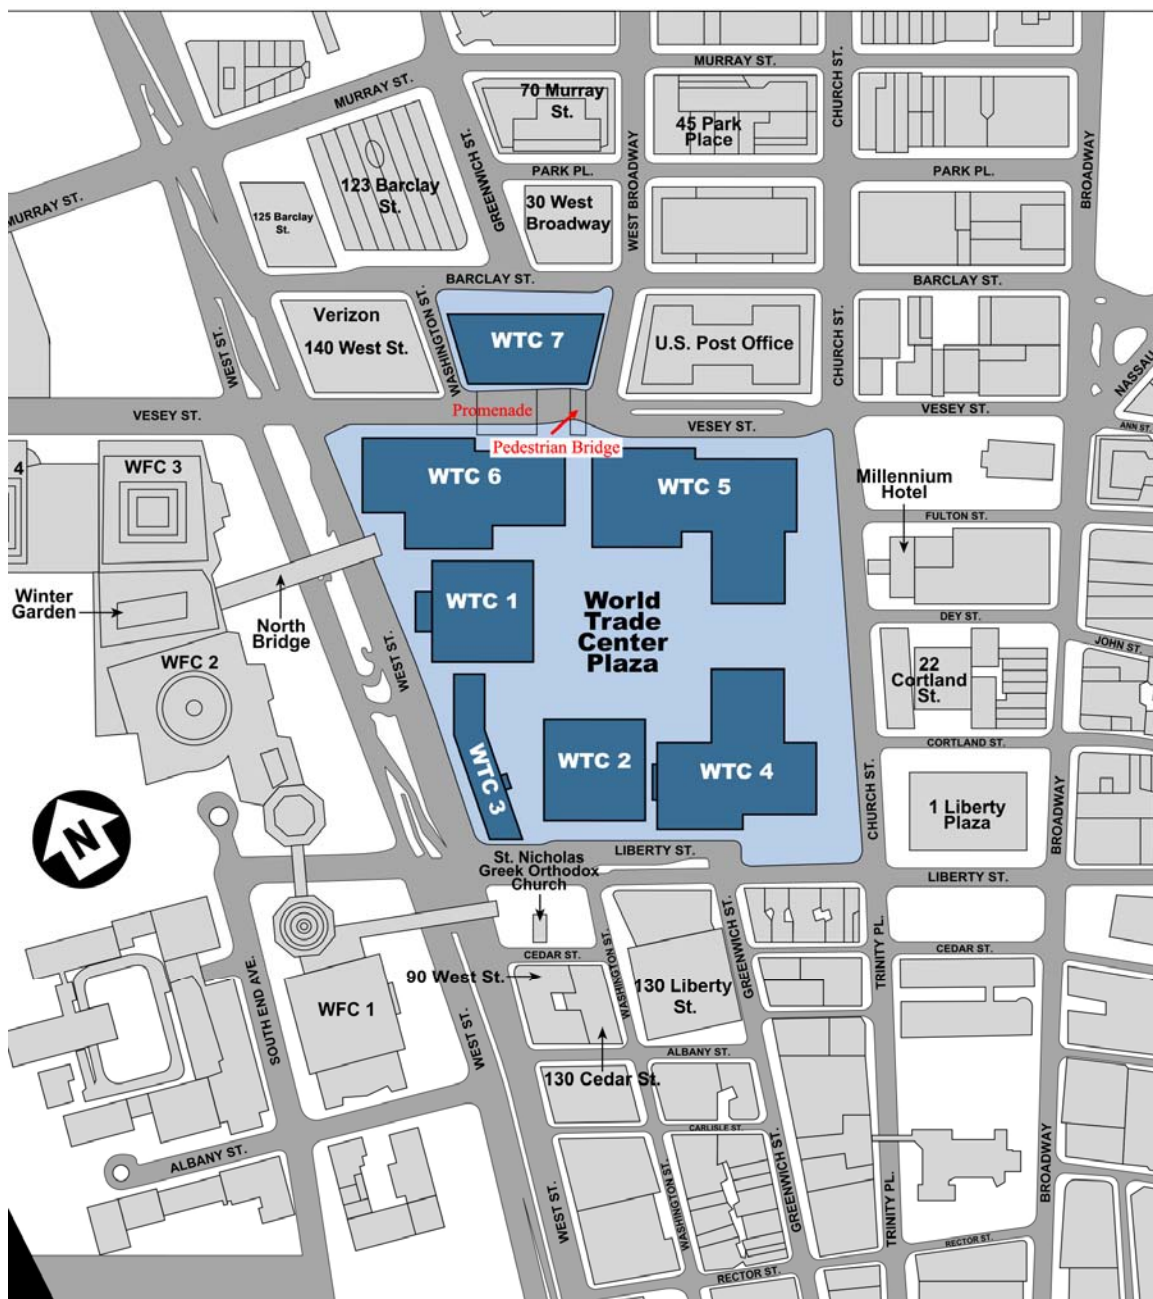 MURRAY ST.
CHURCH ST.
MURRAY ST.
70 Murray
St.
45 Park
Place
GREENWICH ST.
WEST BROADWAY
BROADWAY
PARK PL.
PARK PL.
123 Barclay
St.
125 Barclay
St.
30 West
Broadway
MURRAY ST.
BARCLAY ST.
BARCLAY ST.
WASHINGTON ST.
Verizon
140 West St.
WTC 7
U.S. Post Office
CHURCH ST.
WEST ST.
NASSAU
VESEY ST.
Promenade
VESEY ST.
VESEY ST.
ANN ST.
Pedestrian Bridge
4
WFC 3
WTC 6
WTC 5
Millennium
Hotel
FULTON ST.
Winter
Garden
North
Bridge
WTC 1
World
Trade
Center
Plaza
DEY ST.
JOHN ST.
WFC 2
WEST ST.
22
Cortland
St.
CORTLAND ST.
WTC 3
WTC 2
WTC 4
CHURCH ST.
1 Liberty
Plaza
BROADWAY
N
LIBERTY ST.
St. Nicholas
Greek Orthodox
Church
LIBERTY ST.
GREENWICH ST.
TRINITY PL.
CEDAR ST.
WASHINGTON ST.
CEDAR ST.
90 West St.
130 Liberty
St.
SOUTH END AVE.
WFC 1
WEST ST.
ALBANY ST.
130 Cedar St.
CARLISLE ST.
ALBANY ST.
WEST ST.
WASHINGTON ST.
GREENWICH ST.
TRINITY PL.
BROADWAY
RECTOR ST.
RECTOR ST.